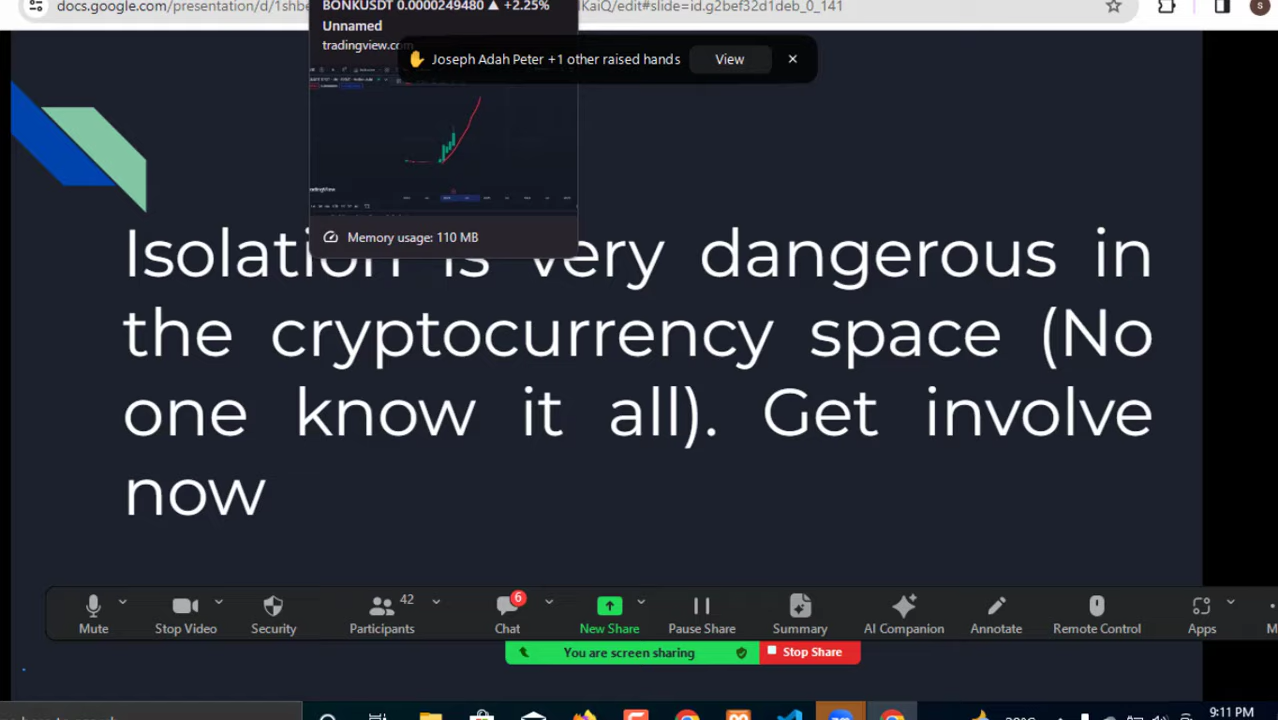 docs.google.com/presentation/d/1shbe
KaiQ/edit#slide=id.g2bef32d1deb_0_141
S
BONKUSDT 0.0000249480 ▲ +2.25%
Unnamed
tradingview.co
Joseph Adah Peter +1 other raised hands
View
Memory usage: 110 MB
Isolation is very dangerous in
the cryptocurrency space (No
one know it all). Get involve
now
Mute
Stop Video
Security
Participants 42
Chat 6
New Share
Pause Share
Summary
AI Companion
Annotate
Remote Control
Apps
M
You are screen sharing
Stop Share
9:11 PM